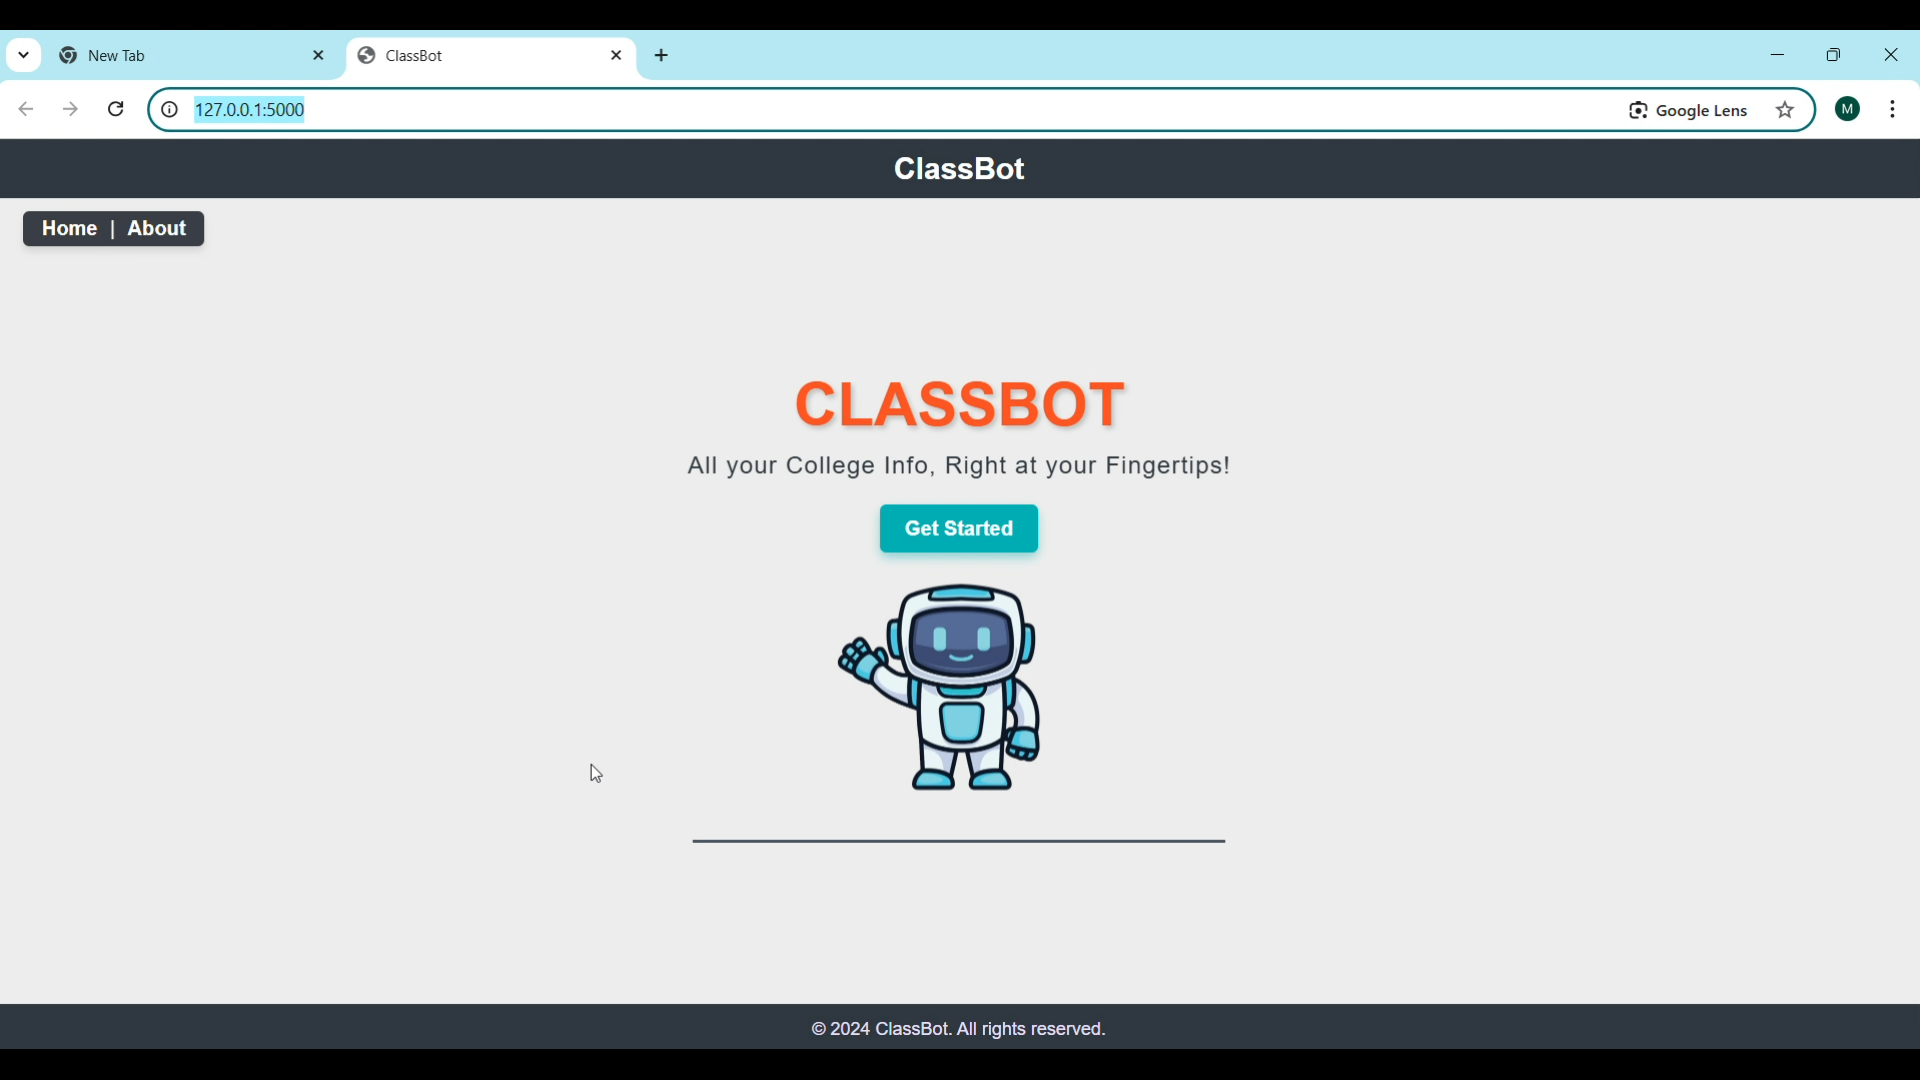 New Tab
ClassBot
127.0.0.1:5000
Google Lens
M
ClassBot
Home | About
CLASSBOT
All your College Info, Right at your Fingertips!
Get Started
© 2024 ClassBot. All rights reserved.